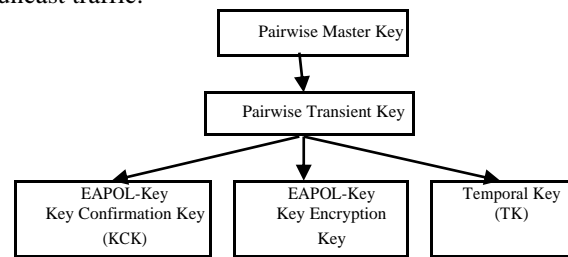 unicast traffic.
Pairwise Master Key
Pairwise Transient Key
EAPOL-Key
Key Confirmation Key
(KCK)
EAPOL-Key
Key Encryption
Key
Temporal Key
(TK)